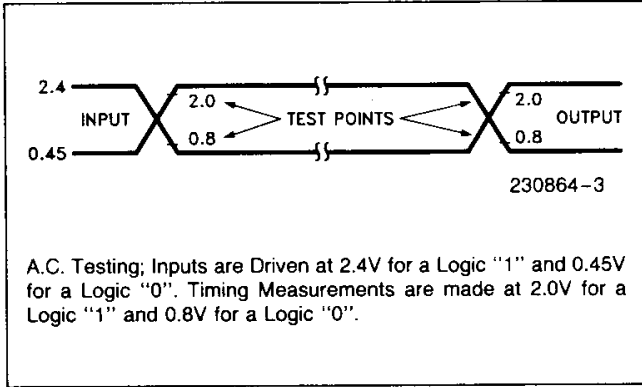 2.4
2.0
2.0
INPUT
TEST POINTS
OUTPUT
0.8
0.8
0.45
230864-3
A.C. Testing; Inputs are Driven at 2.4V for a Logic "1" and 0.45V
for a Logic "0". Timing Measurements are made at 2.0V for a
Logic "1" and 0.8V for a Logic "0".